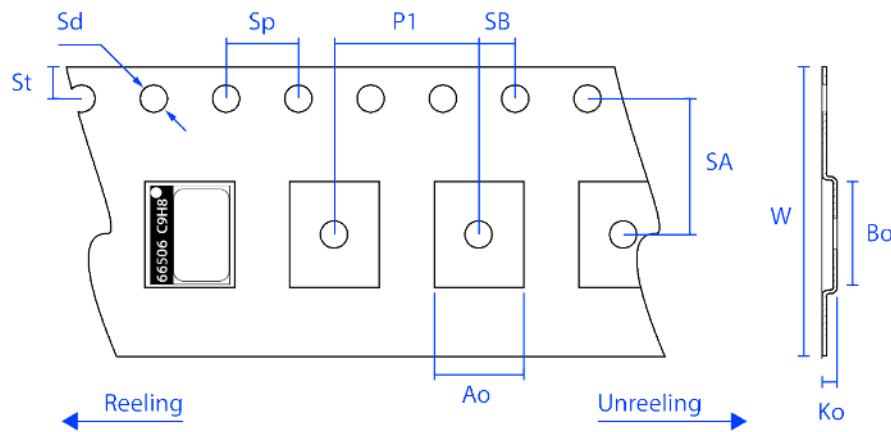 Sd
Sp
P1
SB
St
SA
W
Bo
66506 C9H8
Ao
Ko
Reeling
Unreeling